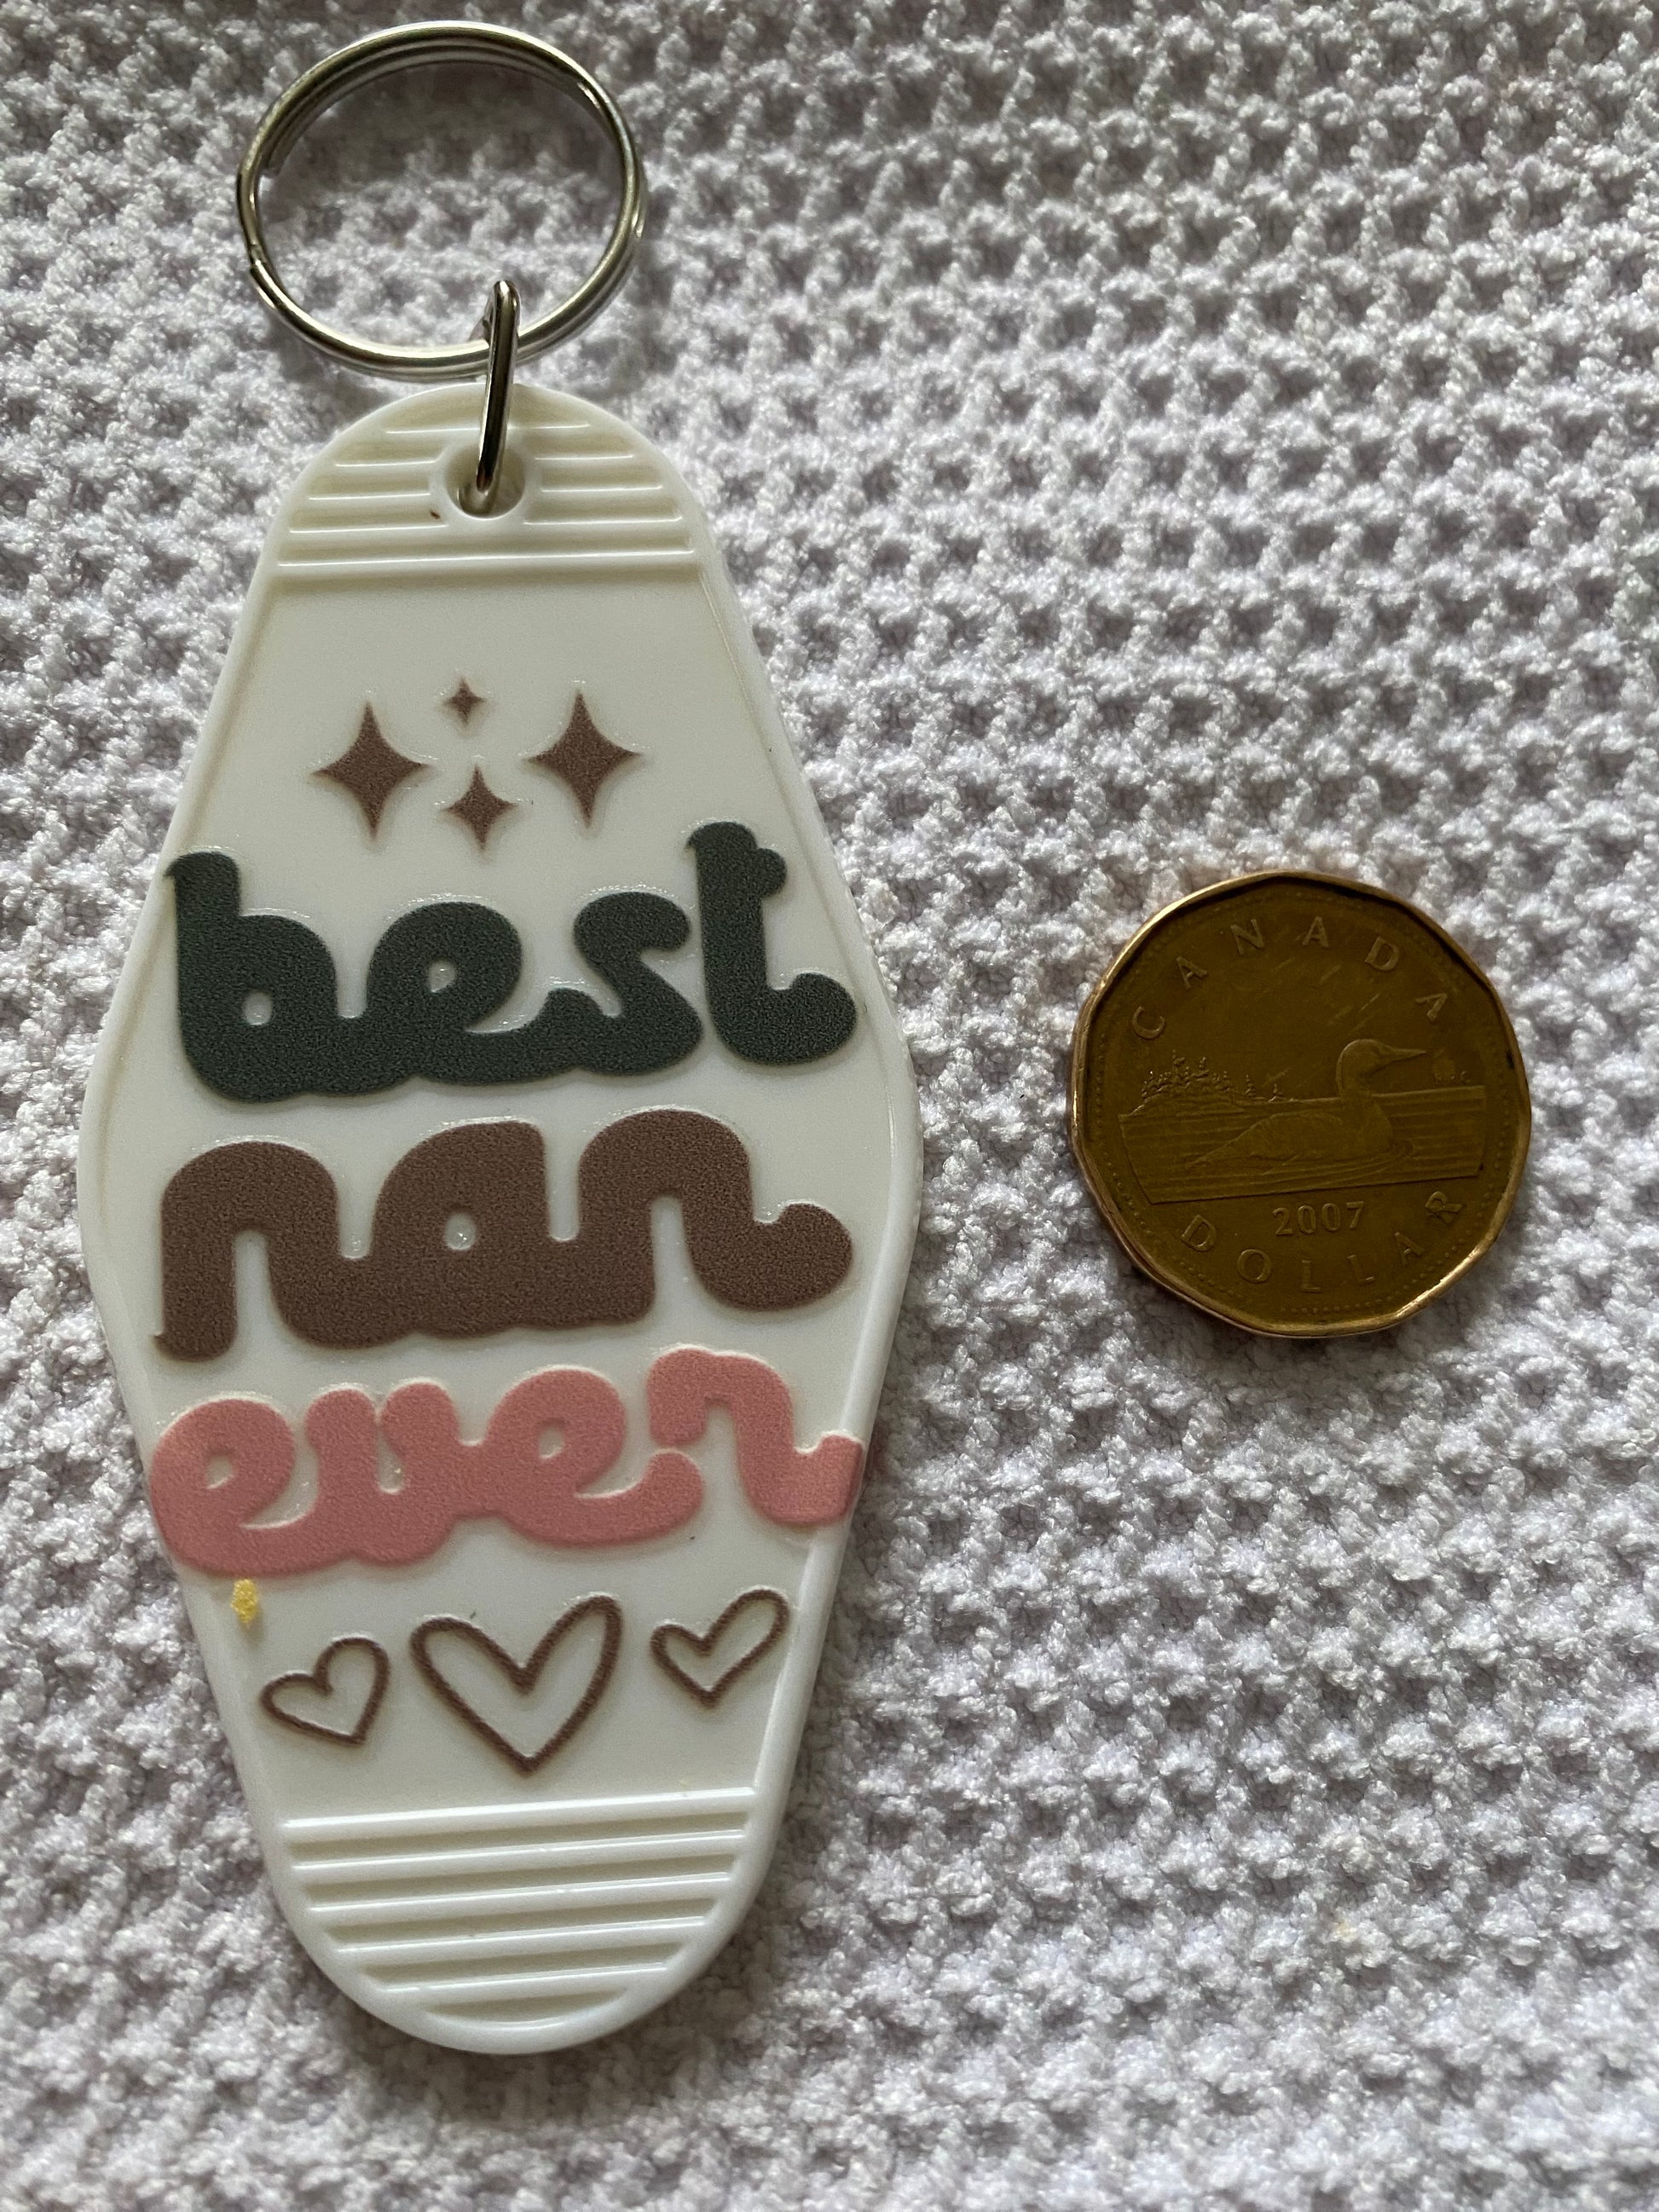 best
nan
ever
CANADA
2007
DOLLAR